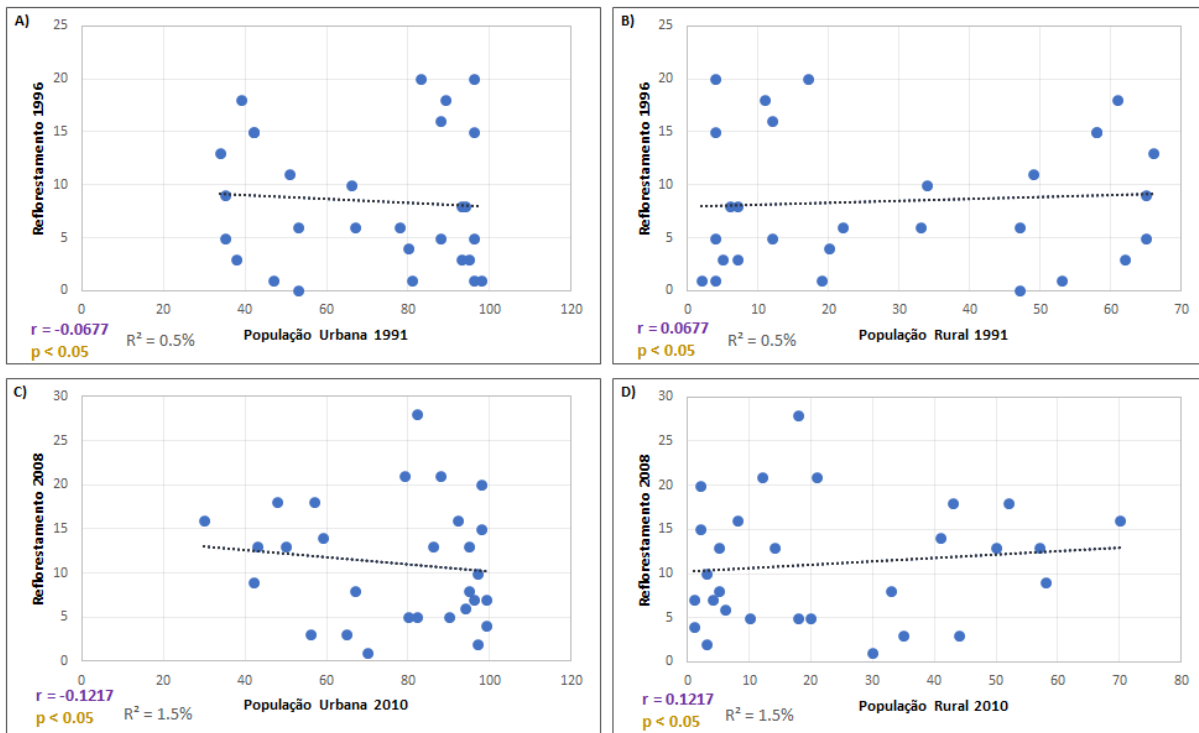 A)
Reflorestamento 1996
25
20
15
10
5
0
0 20 40 60 80 100 120
População Urbana 1991
r = -0.0677
p < 0.05
R² = 0.5%
B)
Reflorestamento 1996
25
20
15
10
5
0
0 10 20 30 40 50 60 70
População Rural 1991
r = 0.0677
p < 0.05
R² = 0.5%
C)
Reflorestamento 2008
30
25
20
15
10
5
0
0 20 40 60 80 100 120
População Urbana 2010
r = -0.1217
p < 0.05
R² = 1.5%
D)
Reflorestamento 2008
30
25
20
15
10
5
0
0 10 20 30 40 50 60 70 80
População Rural 2010
r = 0.1217
p < 0.05
R² = 1.5%